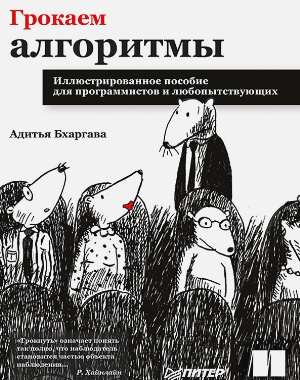 Грокаем
алгоритмы
Иллюстрированное пособие
для программистов и любопытствующих
Адитья Бхаргава
«Грокнуть» означает понять
так полно, что наблюдатель
становится частью объекта
наблюдения...
Р. Хайнлайн
ПИТЕР